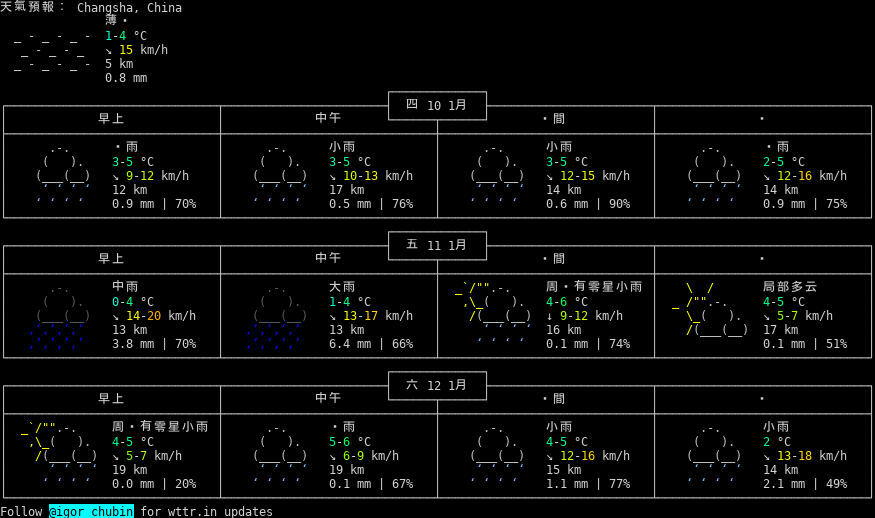 天氣預報： Changsha, China
薄・
1-4 °C
↘ 15 km/h
5 km
0.8 mm
四 10 1月
早上 中午 ・間 ・
・雨 小雨 小雨 ・雨
3-5 °C 3-5 °C 3-5 °C 2-5 °C
↘ 9-12 km/h ↘ 10-13 km/h ↘ 12-15 km/h ↘ 12-16 km/h
12 km 17 km 14 km 14 km
0.9 mm | 70% 0.5 mm | 76% 0.6 mm | 90% 0.9 mm | 75%
五 11 1月
早上 中午 ・間 ・
中雨 大雨 周・有零星小雨 局部多云
0-4 °C 1-4 °C 4-6 °C 4-5 °C
↘ 14-20 km/h ↘ 13-17 km/h ↓ 9-12 km/h ↘ 5-7 km/h
13 km 13 km 16 km 17 km
3.8 mm | 70% 6.4 mm | 66% 0.1 mm | 74% 0.1 mm | 51%
六 12 1月
早上 中午 ・間 ・
周・有零星小雨 ・雨 小雨 小雨
4-5 °C 5-6 °C 4-5 °C 2 °C
↘ 5-7 km/h ↘ 6-9 km/h ↘ 12-16 km/h ↘ 13-18 km/h
19 km 19 km 15 km 14 km
0.0 mm | 20% 0.1 mm | 67% 1.1 mm | 77% 2.1 mm | 49%
Follow @igor_chubin for wttr.in updates